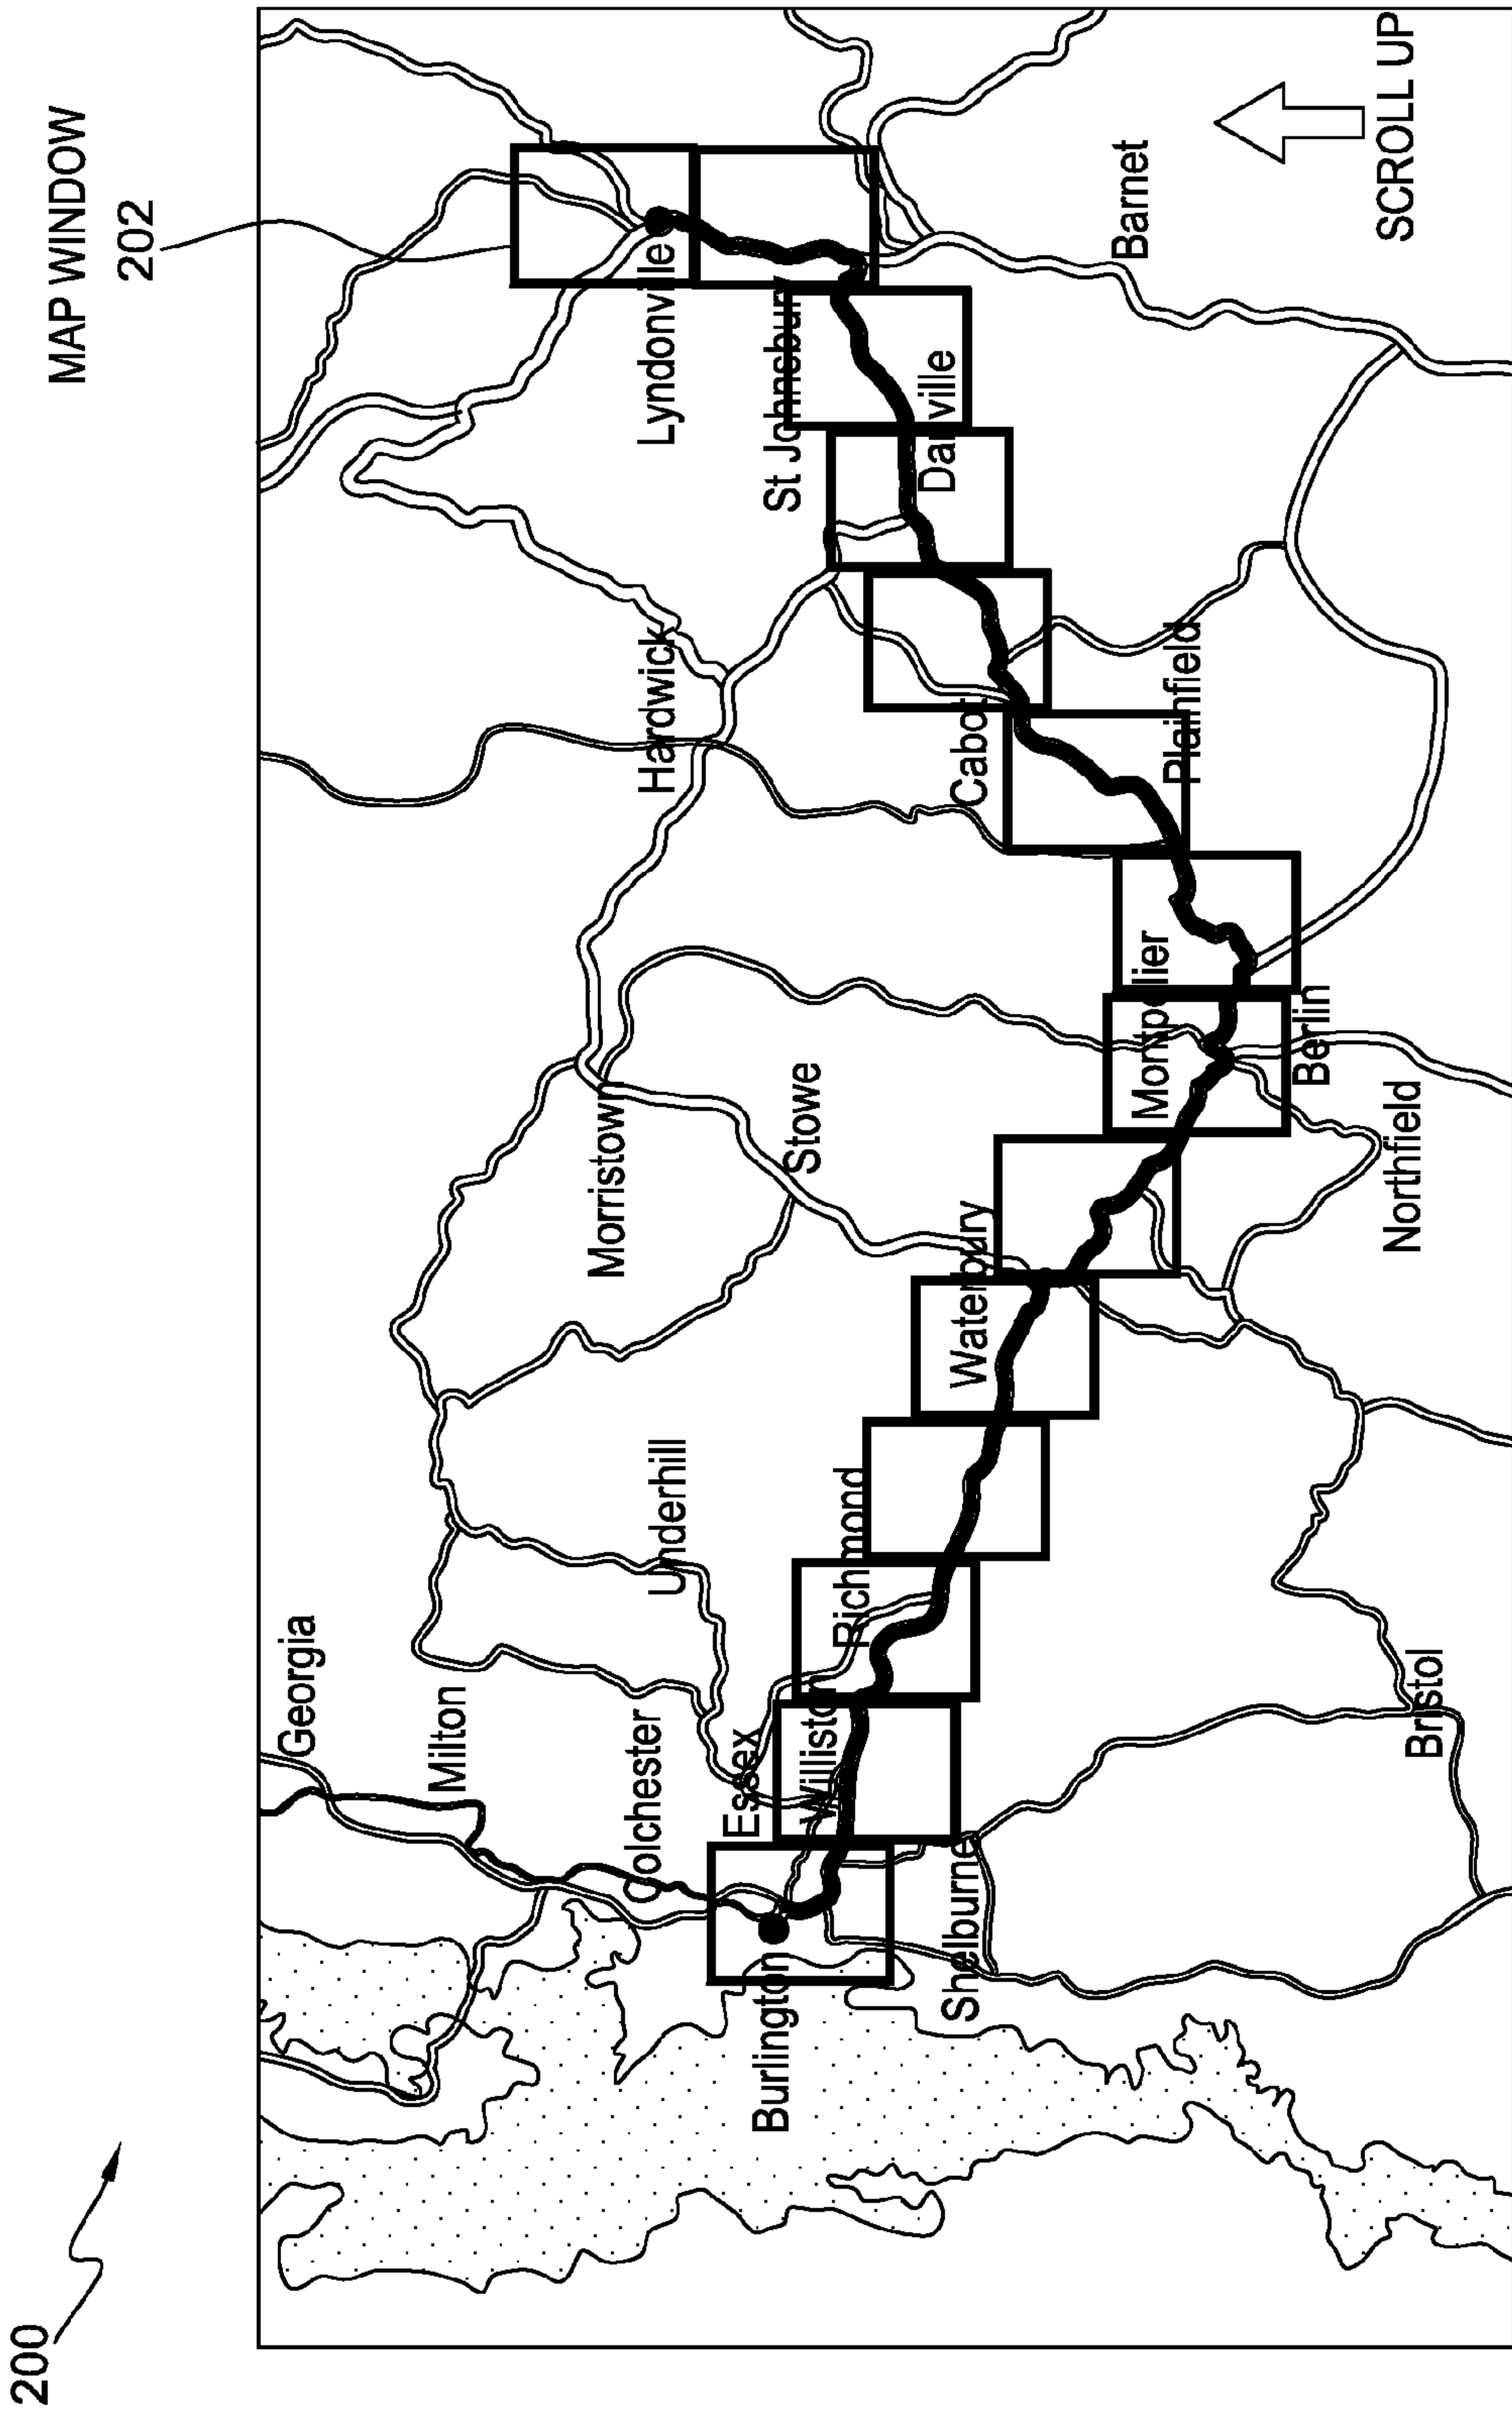 200
MAP WINDOW
202
Georgia
Milton
Colchester
Underhill
Morristown
Hardwick
Lyndonville
Essex
Stowe
St Johnsbury
Burlington
Williston
Richmond
Danville
Shelburne
Waterbury
Cabot
Montpelier
Plainfield
Barnet
Berlin
Bristol
Northfield
SCROLL UP